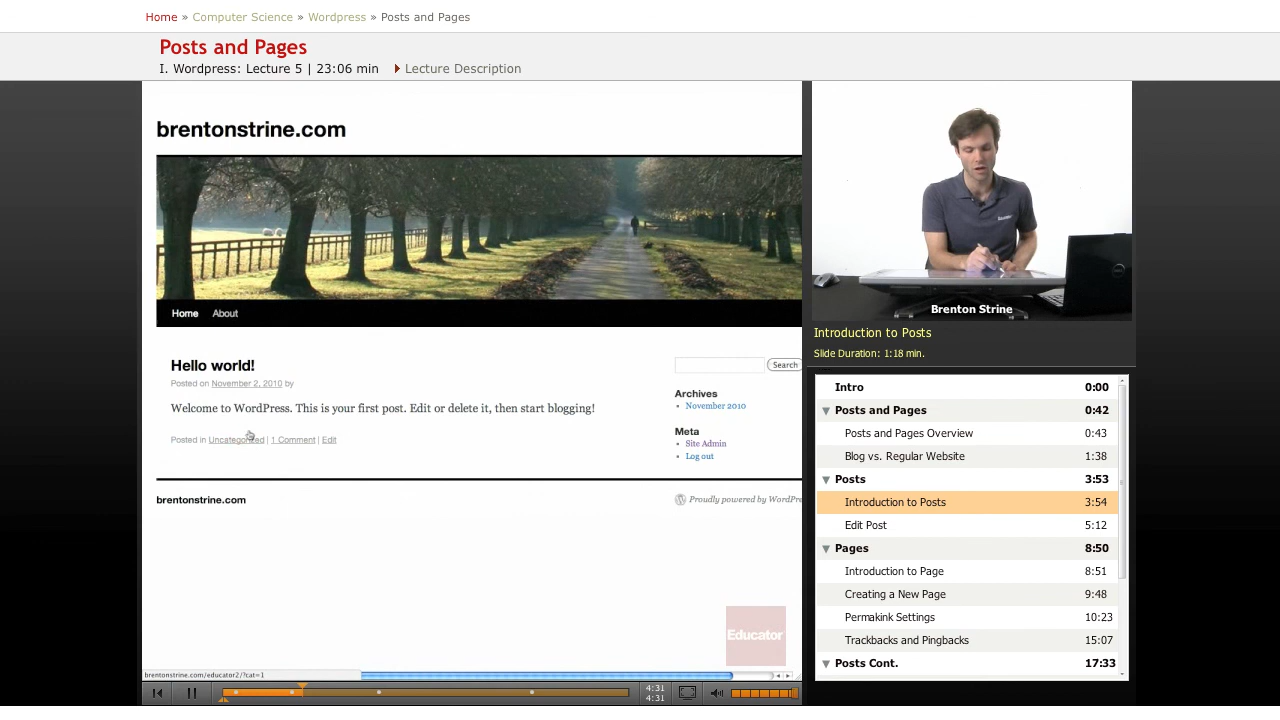 Home » Computer Science » Wordpress » Posts and Pages
Posts and Pages
I. Wordpress: Lecture 5 | 23:06 min Lecture Description
brentonstrine.com
Home About
Hello world!
Posted on November 2, 2010 by
Welcome to WordPress. This is your first post. Edit or delete it, then start blogging!
Posted in Uncategorized | 1 Comment | Edit
Search
Archives
November 2010
Meta
Site Admin
Log out
brentonstrine.com
Proudly powered by WordPre
Educator
brentonstrine.com/educator2/?cat=1
4:31
4:31
Brenton Strine
Introduction to Posts
Slide Duration: 1:18 min.
Intro 0:00
Posts and Pages 0:42
Posts and Pages Overview 0:43
Blog vs. Regular Website 1:38
Posts 3:53
Introduction to Posts 3:54
Edit Post 5:12
Pages 8:50
Introduction to Page 8:51
Creating a New Page 9:48
Permakink Settings 10:23
Trackbacks and Pingbacks 15:07
Posts Cont. 17:33